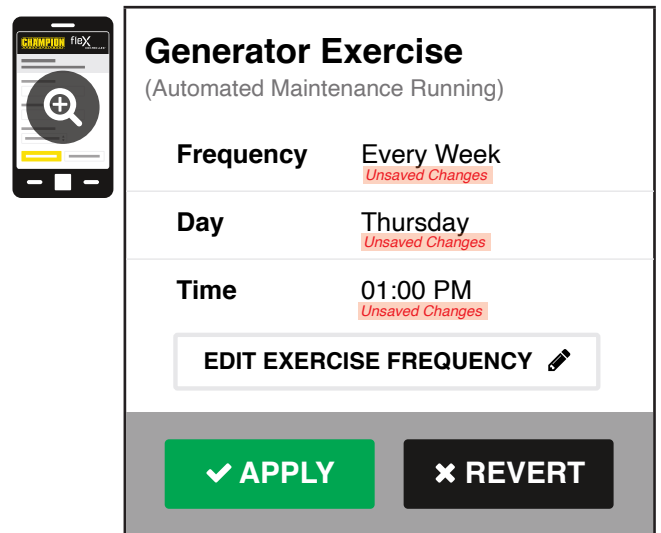 CHAMPION fleX
CONTROLLER
Generator Exercise
(Automated Maintenance Running)
Frequency Every Week
Unsaved Changes
Day Thursday
Unsaved Changes
Time 01:00 PM
Unsaved Changes
EDIT EXERCISE FREQUENCY
APPLY REVERT